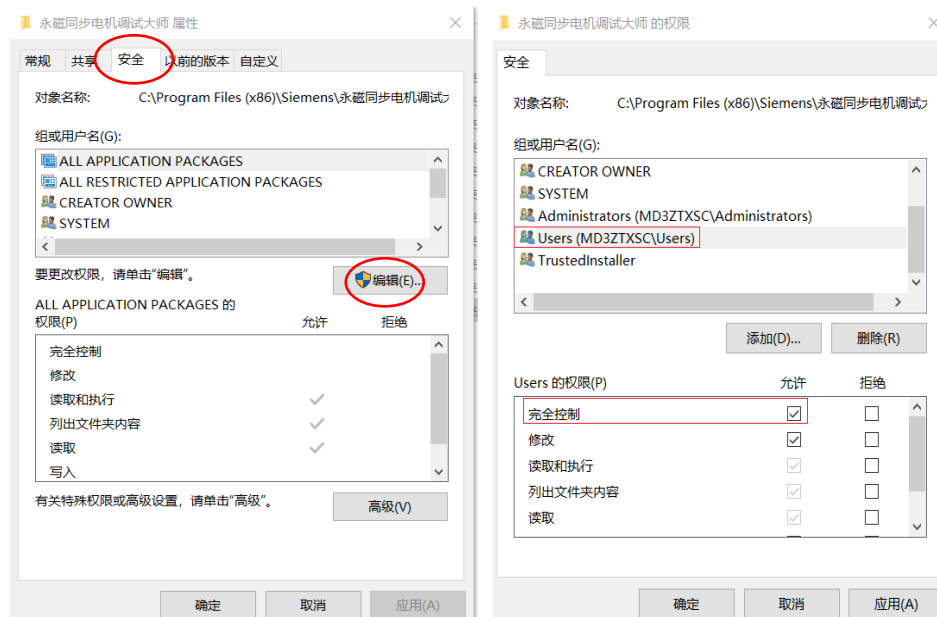 永磁同步电机调试大师 属性
常规 共享 安全 以前的版本 自定义
对象名称: C:\Program Files (x86)\Siemens\永磁同步电机调试大
组或用户名(G):
ALL APPLICATION PACKAGES
ALL RESTRICTED APPLICATION PACKAGES
CREATOR OWNER
SYSTEM
要更改权限，请单击"编辑"。
编辑(E)...
ALL APPLICATION PACKAGES 的
权限(P) 允许 拒绝
完全控制
修改
读取和执行
列出文件夹内容
读取
写入
有关特殊权限或高级设置，请单击"高级"。
高级(V)
确定 取消 应用(A)
永磁同步电机调试大师 的权限
安全
对象名称: C:\Program Files (x86)\Siemens\永磁同步电机调试
组或用户名(G):
CREATOR OWNER
SYSTEM
Administrators (MD3ZTXSC\Administrators)
Users (MD3ZTXSC\Users)
TrustedInstaller
添加(D)... 删除(R)
Users 的权限(P) 允许 拒绝
完全控制
修改
读取和执行
列出文件夹内容
读取
确定 取消 应用(A)